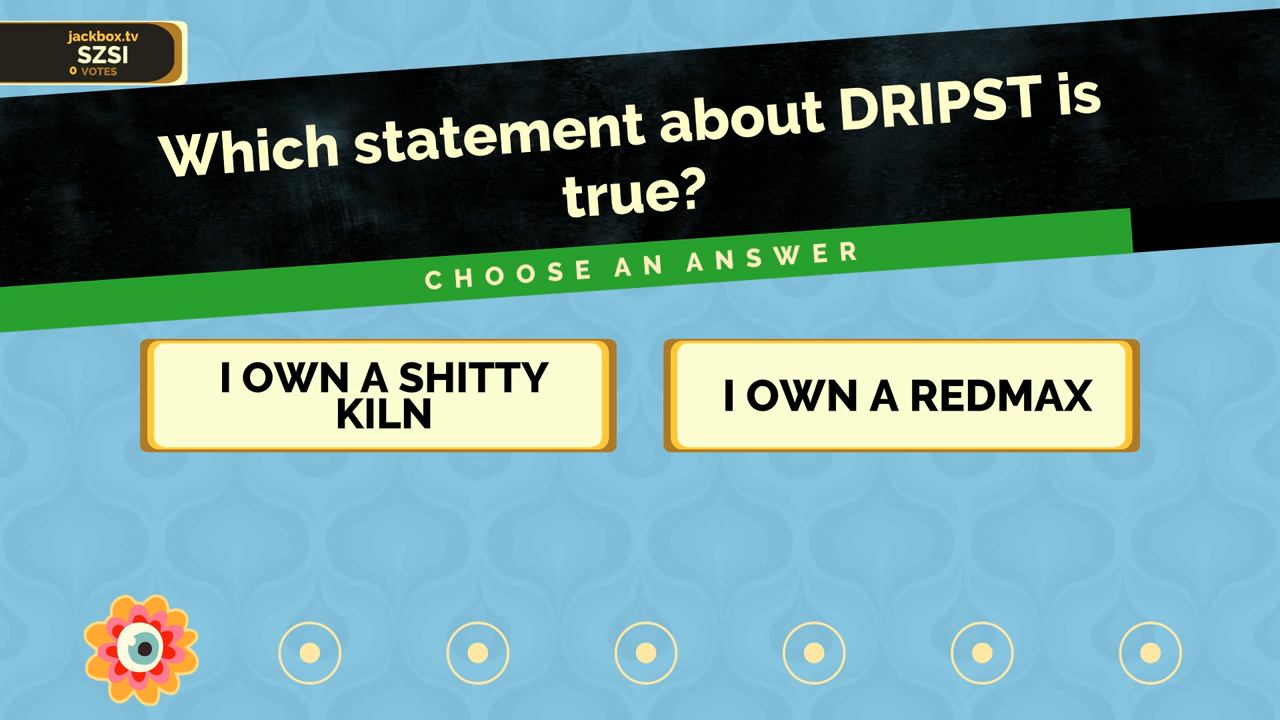 jackbox.tv
SZSI
0 VOTES
Which statement about DRIPST is
true?
CHOOSE AN ANSWER
I OWN A SHITTY
KILN
I OWN A REDMAX